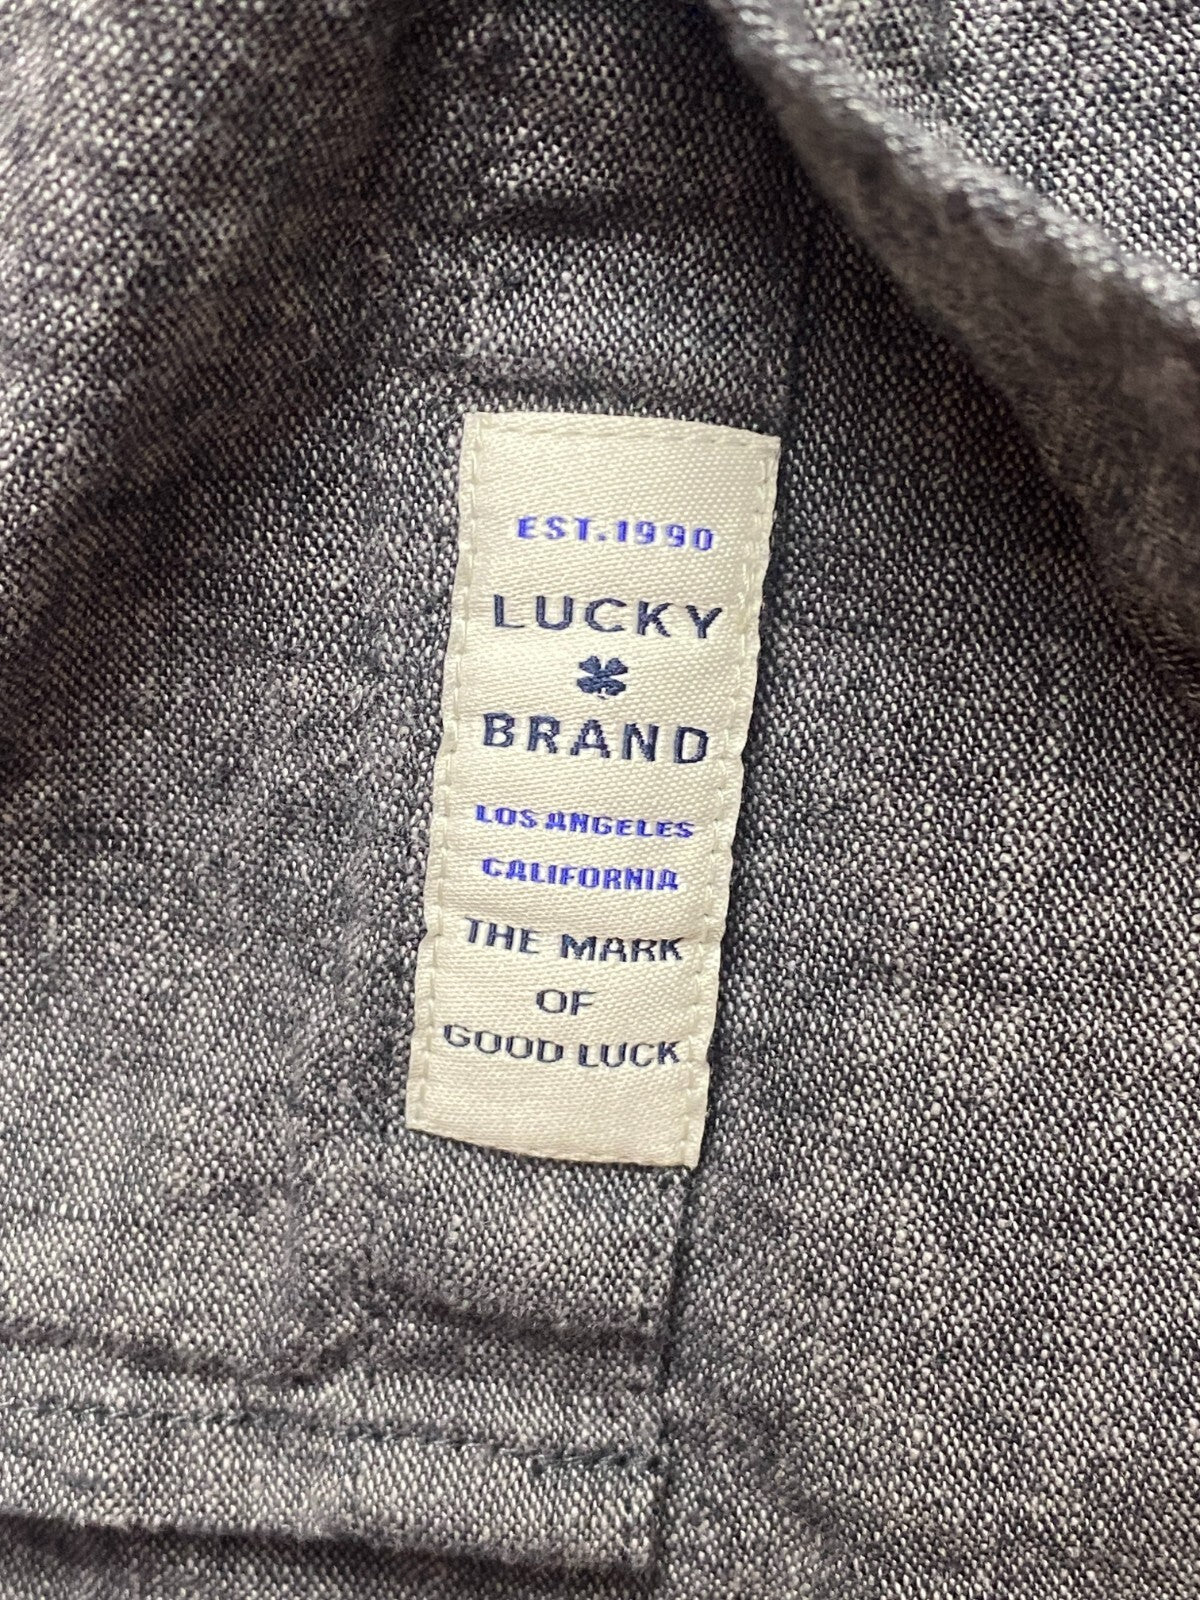 EST.1990
LUCKY
BRAND
LOS ANGELES
CALIFORNIA
THE MARK
OF
GOOD LUCK